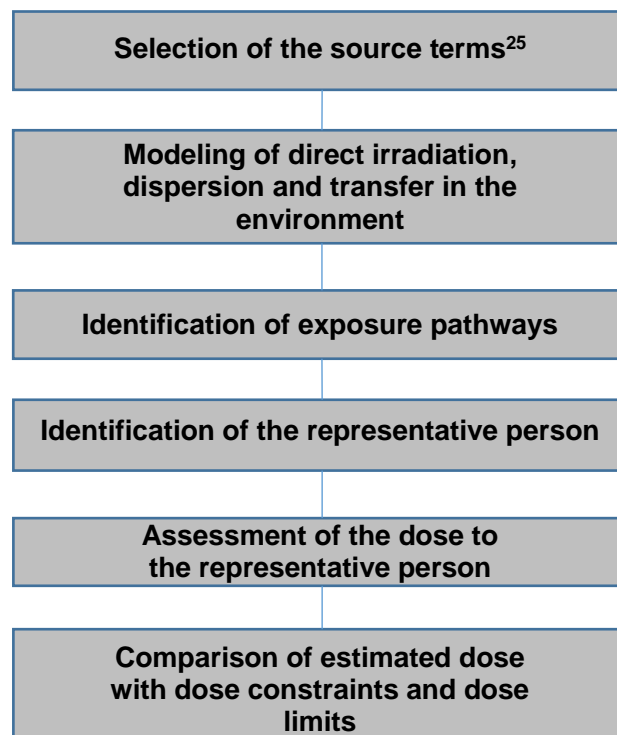 Selection of the source terms25
Modeling of direct irradiation,
dispersion and transfer in the
environment
Identification of exposure pathways
Identification of the representative person
Assessment of the dose to
the representative person
Comparison of estimated dose
with dose constraints and dose
limits